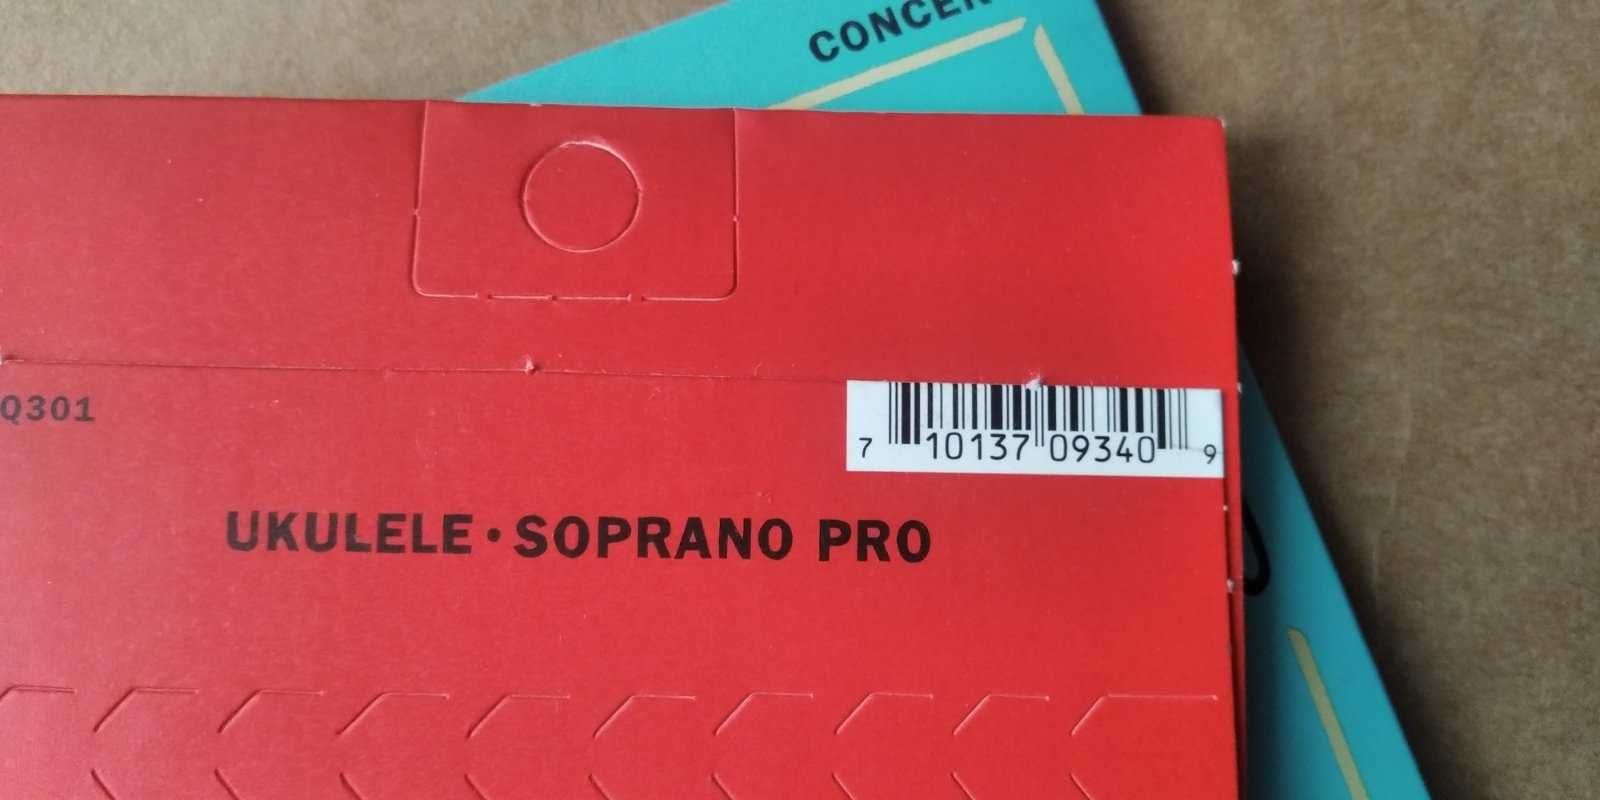 CONCER
Q301
7 10137 09340 9
UKULELE • SOPRANO PRO